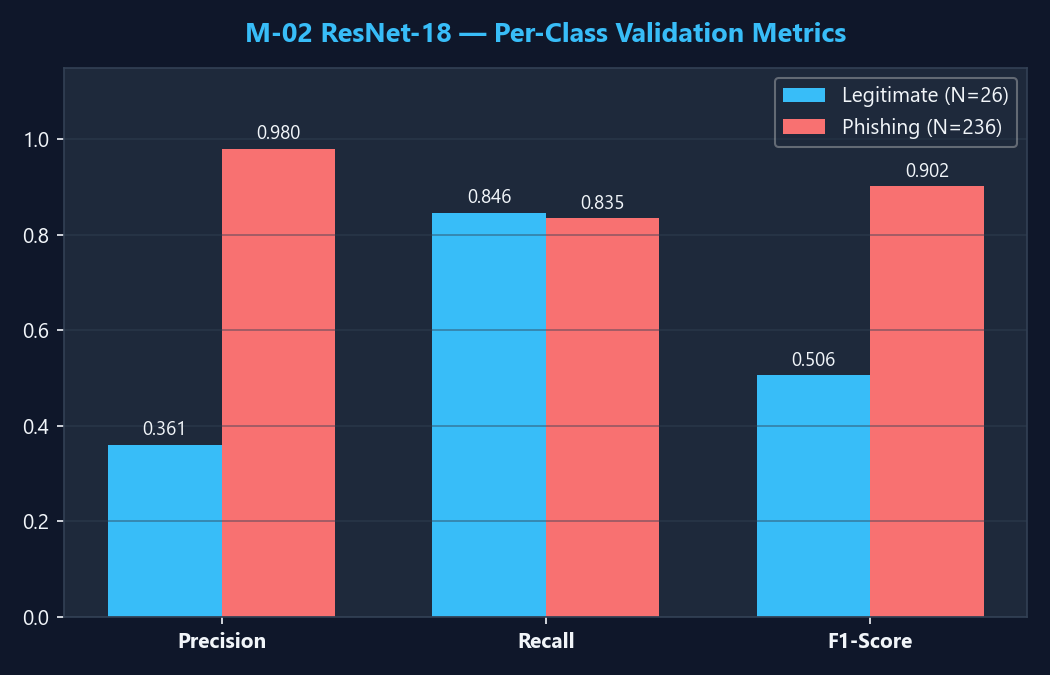 M-02 ResNet-18 — Per-Class Validation Metrics
Legitimate (N=26)
Phishing (N=236)
1.0
0.8
0.6
0.4
0.2
0.0
0.361
0.980
0.846
0.835
0.506
0.902
Precision
Recall
F1-Score